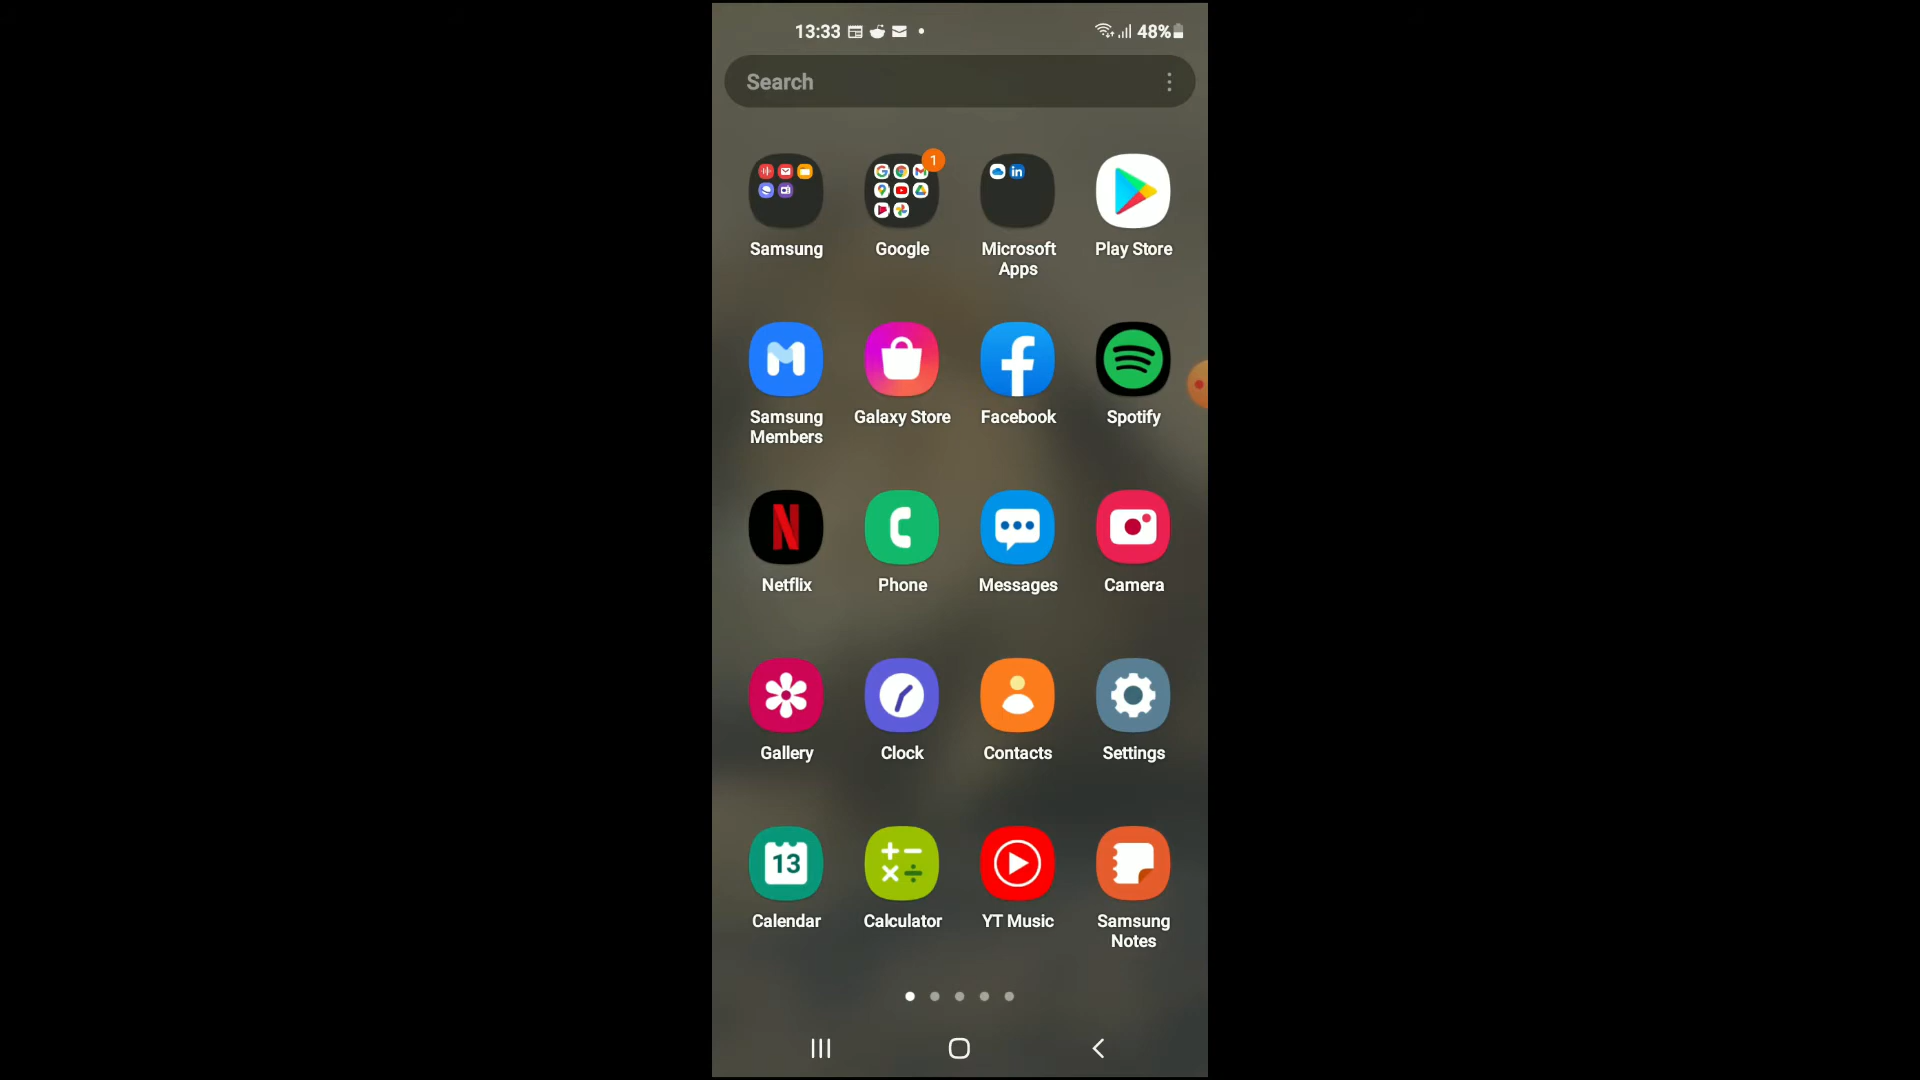 13:33
48%
Search
1
Samsung
Google
Microsoft
Apps
Play Store
Samsung
Members
Galaxy Store
Facebook
Spotify
Netflix
Phone
Messages
Camera
Gallery
Clock
Contacts
Settings
13
Calendar
Calculator
YT Music
Samsung
Notes